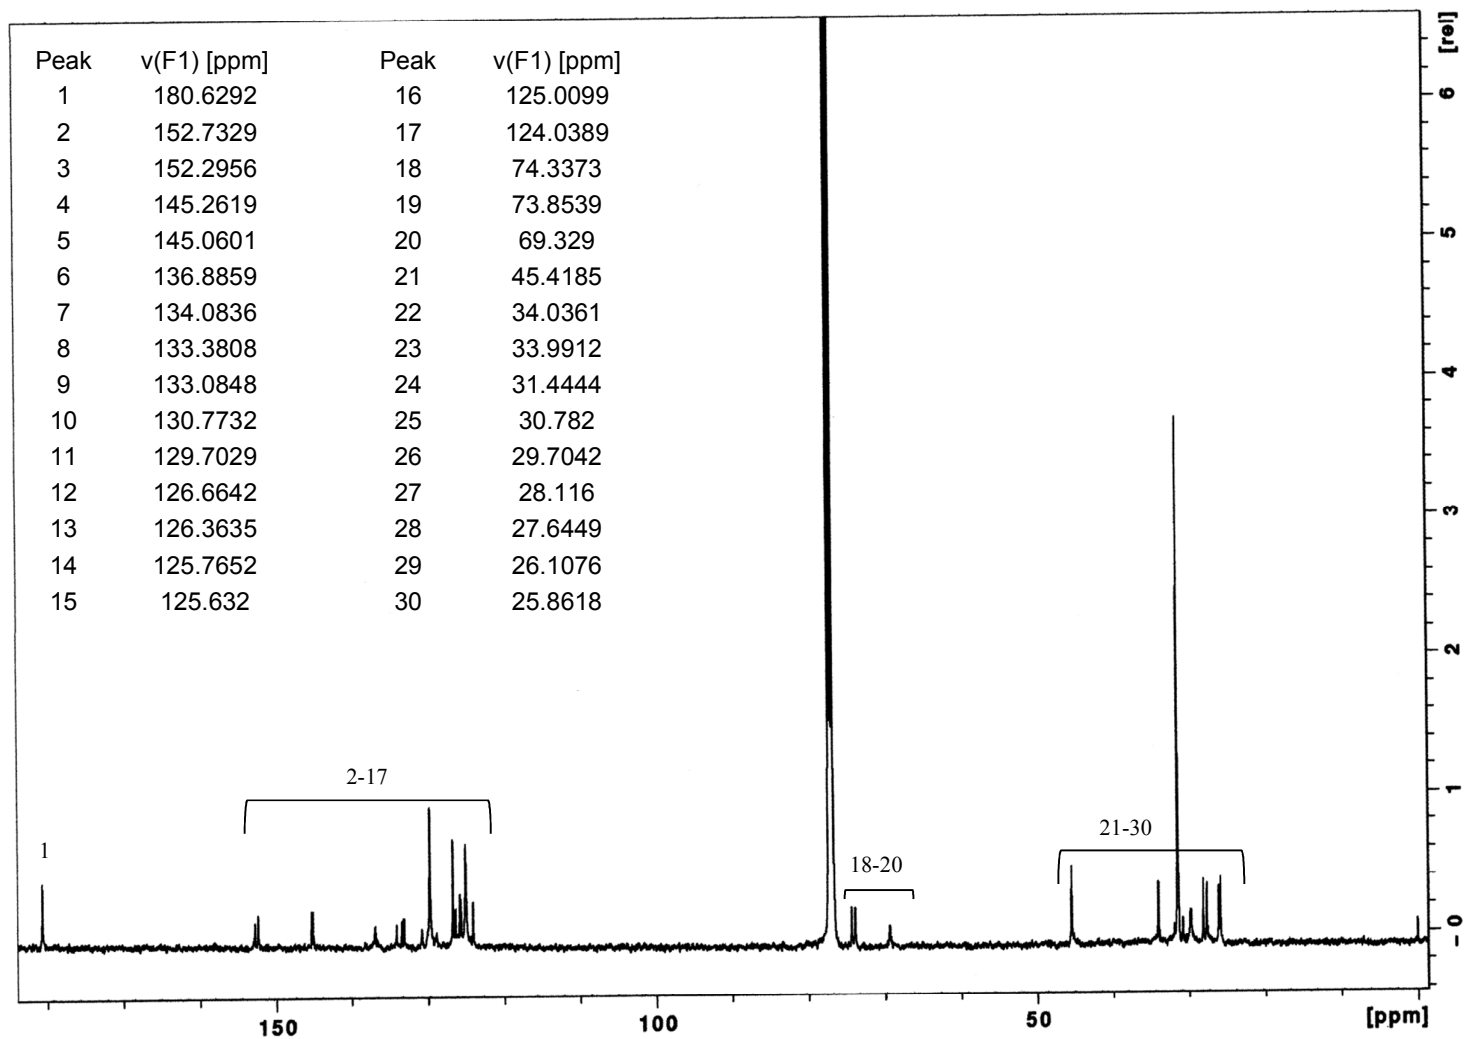 Peak v(F1) [ppm] Peak v(F1) [ppm]
1 180.6292 16 125.0099
2 152.7329 17 124.0389
3 152.2956 18 74.3373
4 145.2619 19 73.8539
5 145.0601 20 69.329
6 136.8859 21 45.4185
7 134.0836 22 34.0361
8 133.3808 23 33.9912
9 133.0848 24 31.4444
10 130.7732 25 30.782
11 129.7029 26 29.7042
12 126.6642 27 28.116
13 126.3635 28 27.6449
14 125.7652 29 26.1076
15 125.632 30 25.8618
[rel]
6
5
4
3
2
1
0
1
2-17
18-20
21-30
150 100 50 [ppm]